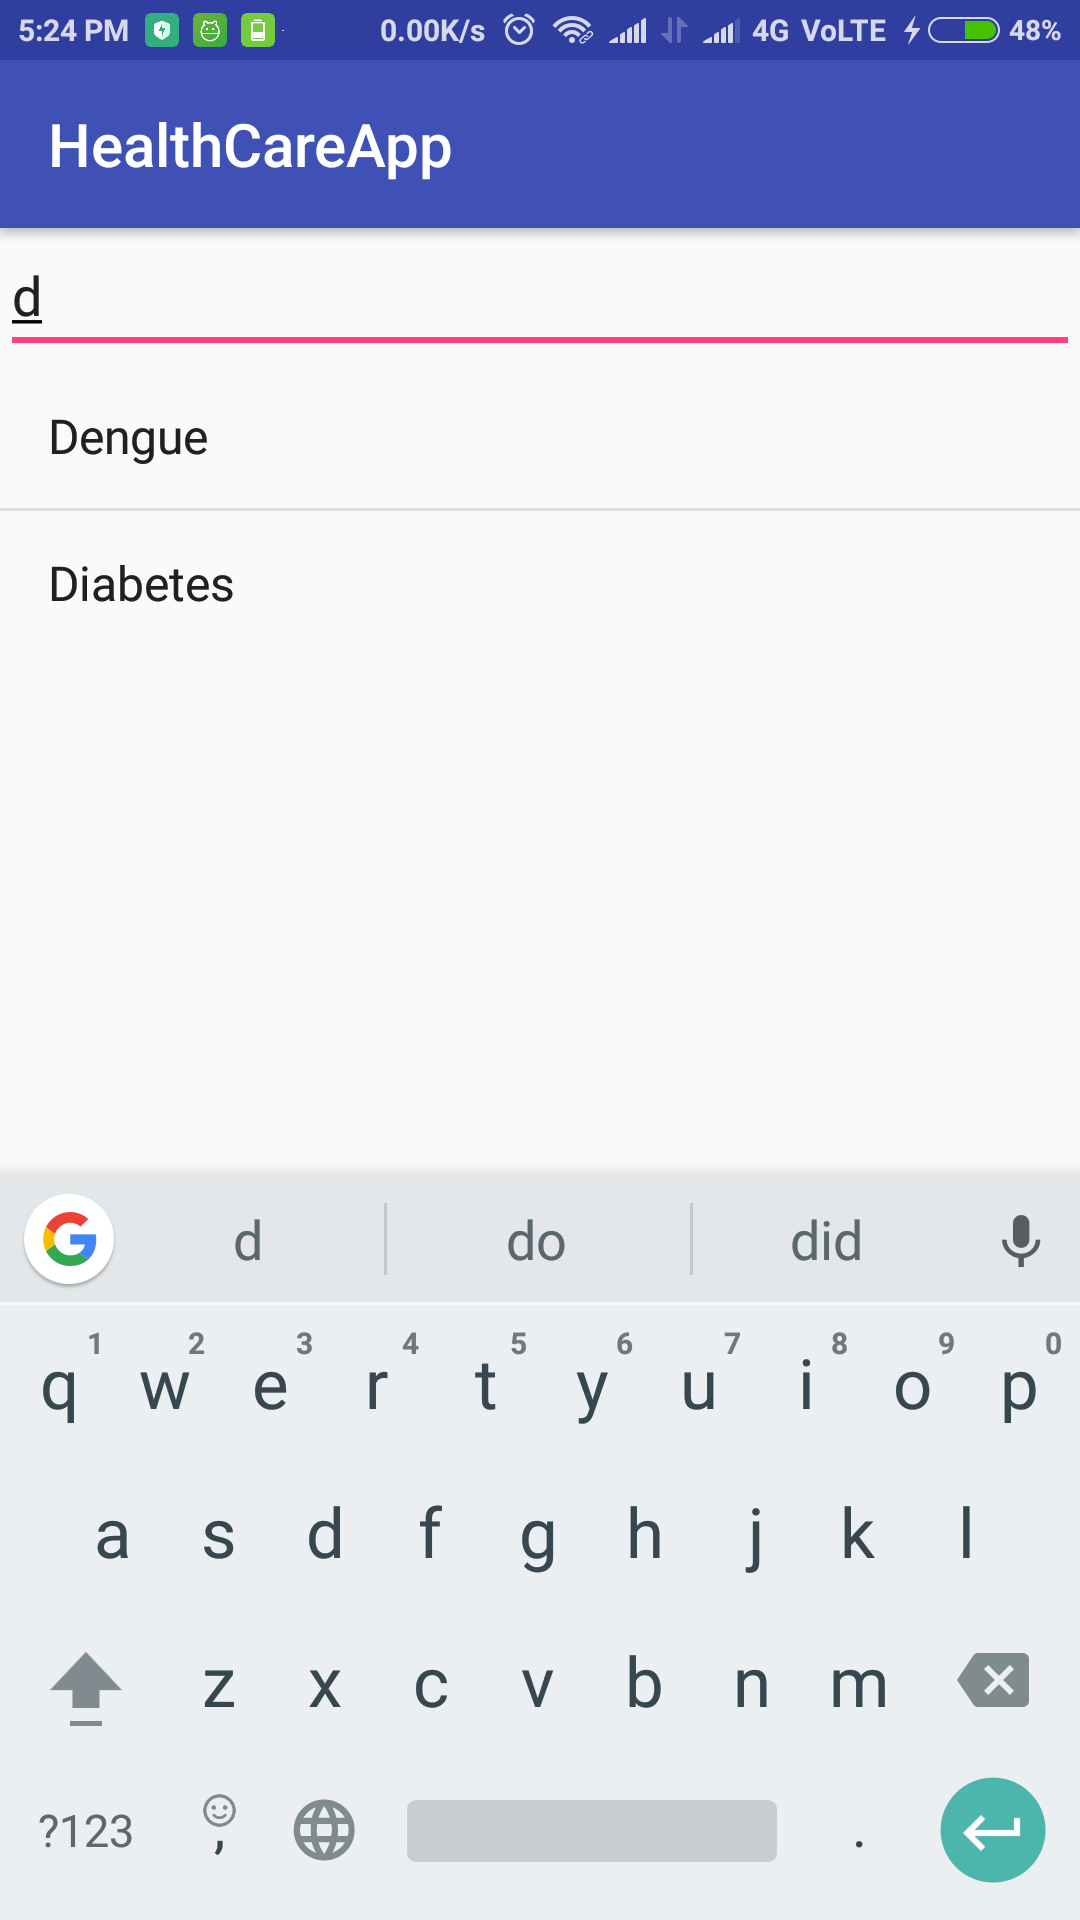 5:24 PM 0.00K/s 4G VoLTE 48%
HealthCareApp
d
Dengue
Diabetes
d do did
1 2 3 4 5 6 7 8 9 0
q w e r t y u i o p
a s d f g h j k l
z x c v b n m
?123 , .